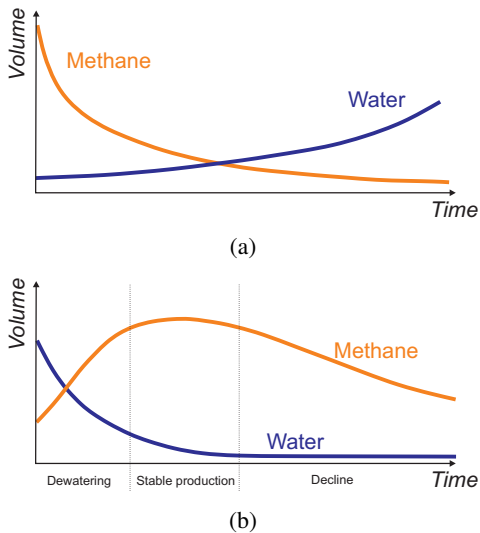 Volume
Methane
Water
Time
(a)
Volume
Methane
Water
Time
Dewatering Stable production Decline
(b)